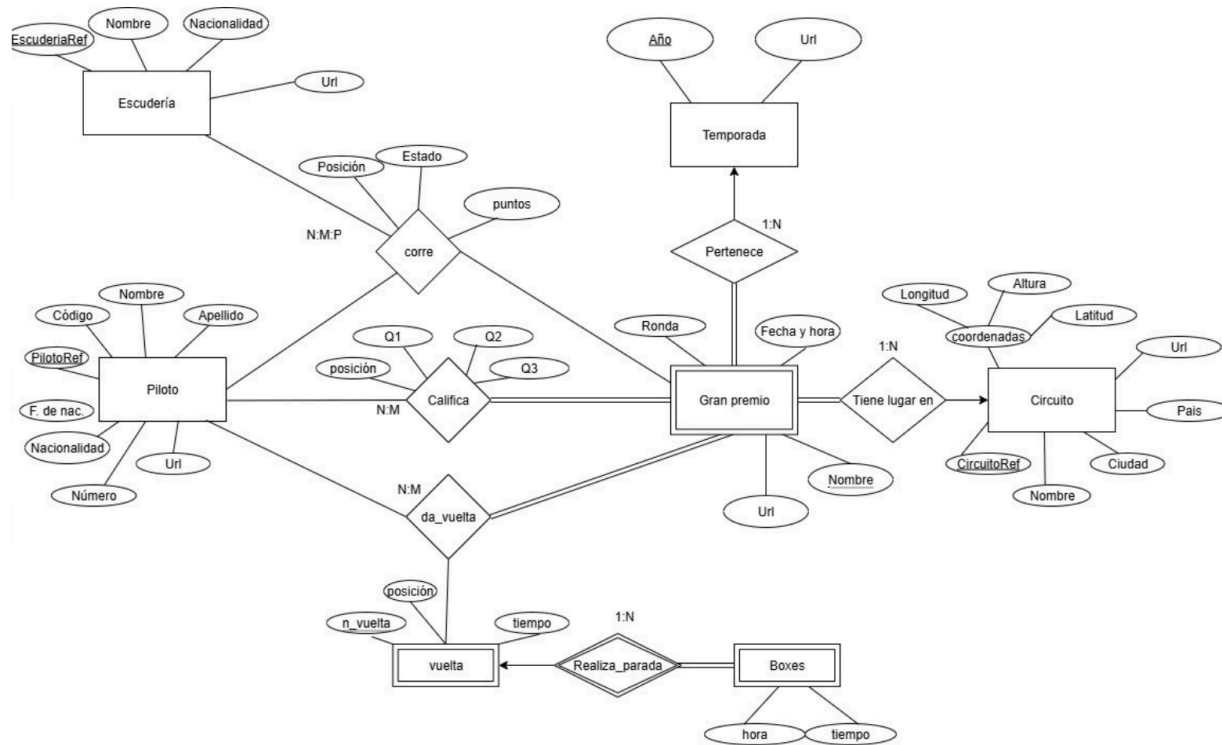 Nombre
Nacionalidad
EscuderiaRef
Url
Escudería
Año
Url
Temporada
Estado
Posición
puntos
N:M:P
corre
1:N
Pertenece
Nombre
Código
Apellido
PilotoRef
Piloto
F. de nac.
Nacionalidad
Url
Número
Q1
Q2
posición
Q3
N:M
Califica
Ronda
Fecha y hora
Gran premio
Nombre
Url
1:N
Tiene lugar en
Longitud
Altura
Latitud
coordenadas
Url
Circuito
Pais
CircuitoRef
Ciudad
Nombre
N:M
da_vuelta
posición
n_vuelta
tiempo
vuelta
1:N
Realiza_parada
Boxes
hora
tiempo